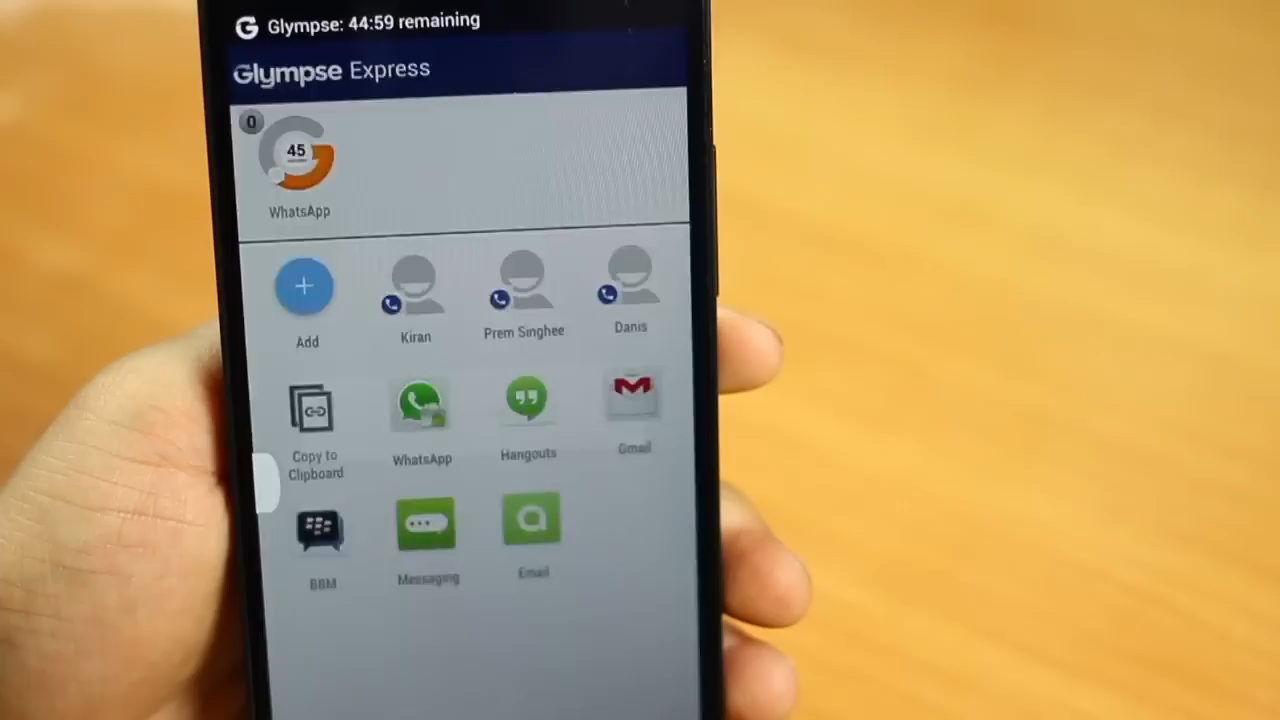 Glympse: 44:59 remaining
Glympse Express
0
45
WhatsApp
Add
Kiran
Prem Singhee
Danis
Copy to
Clipboard
WhatsApp
Hangouts
Gmail
BBM
Messaging
Email